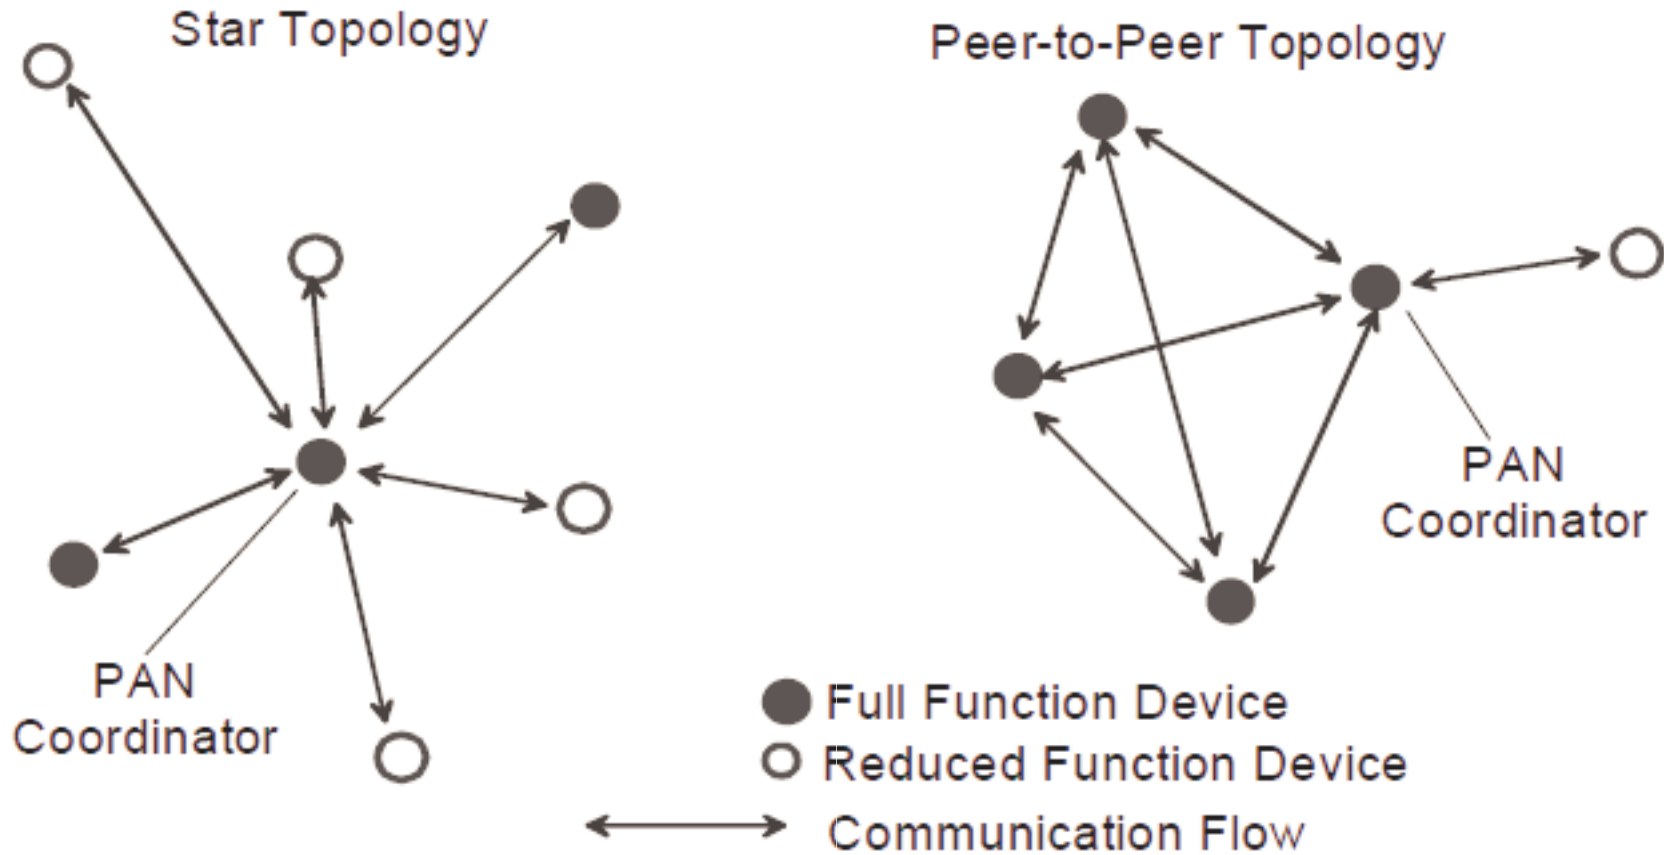 Star Topology
Peer-to-Peer Topology
PAN
Coordinator
PAN
Coordinator
Full Function Device
Reduced Function Device
Communication Flow